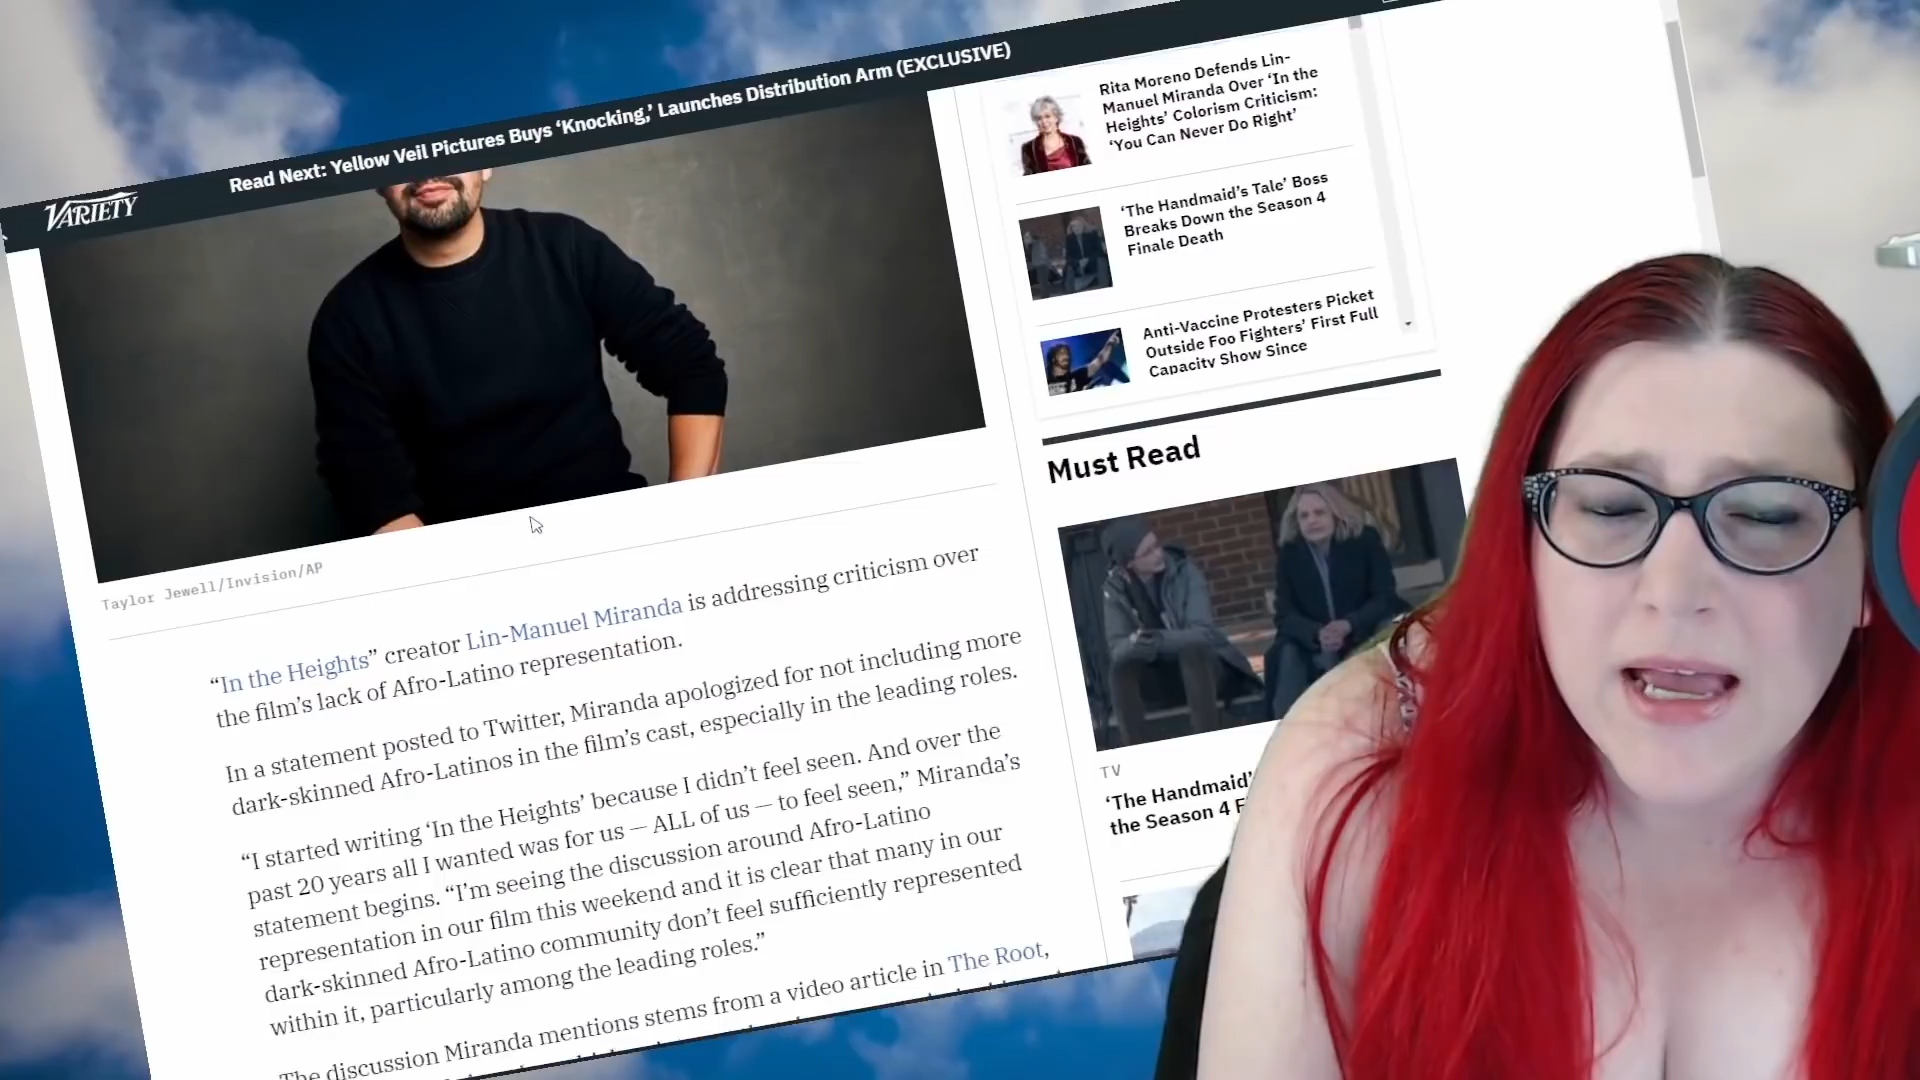 Read Next: Yellow Veil Pictures Buys ‘Knocking,’ Launches Distribution Arm (EXCLUSIVE)
VARIETY
Taylor Jewell/Invision/AP
“In the Heights” creator Lin-Manuel Miranda is addressing criticism over
the film’s lack of Afro-Latino representation.
In a statement posted to Twitter, Miranda apologized for not including more
dark-skinned Afro-Latinos in the film’s cast, especially in the leading roles.
“I started writing ‘In the Heights’ because I didn’t feel seen. And over the
past 20 years all I wanted was for us — ALL of us — to feel seen,” Miranda’s
statement begins. “I’m seeing the discussion around Afro-Latino
representation in our film this weekend and it is clear that many in our
dark-skinned Afro-Latino community don’t feel sufficiently represented
within it, particularly among the leading roles.”
The discussion Miranda mentions stems from a video article in The Root,
Rita Moreno Defends Lin-
Manuel Miranda Over ‘In the
Heights’ Colorism Criticism:
‘You Can Never Do Right’
‘The Handmaid’s Tale’ Boss
Breaks Down the Season 4
Finale Death
Anti-Vaccine Protesters Picket
Outside Foo Fighters’ First Full
Capacity Show Since
Must Read
TV
‘The Handmaid’
the Season 4 F